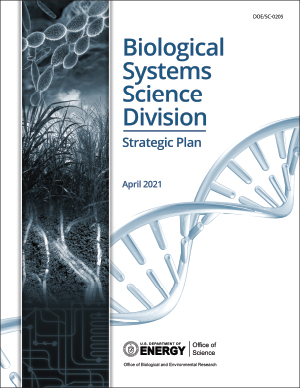 DOE/SC-0205
Biological
Systems
Science
Division
Strategic Plan
April 2021
U.S. DEPARTMENT OF
ENERGY
Office of
Science
Office of Biological and Environmental Research